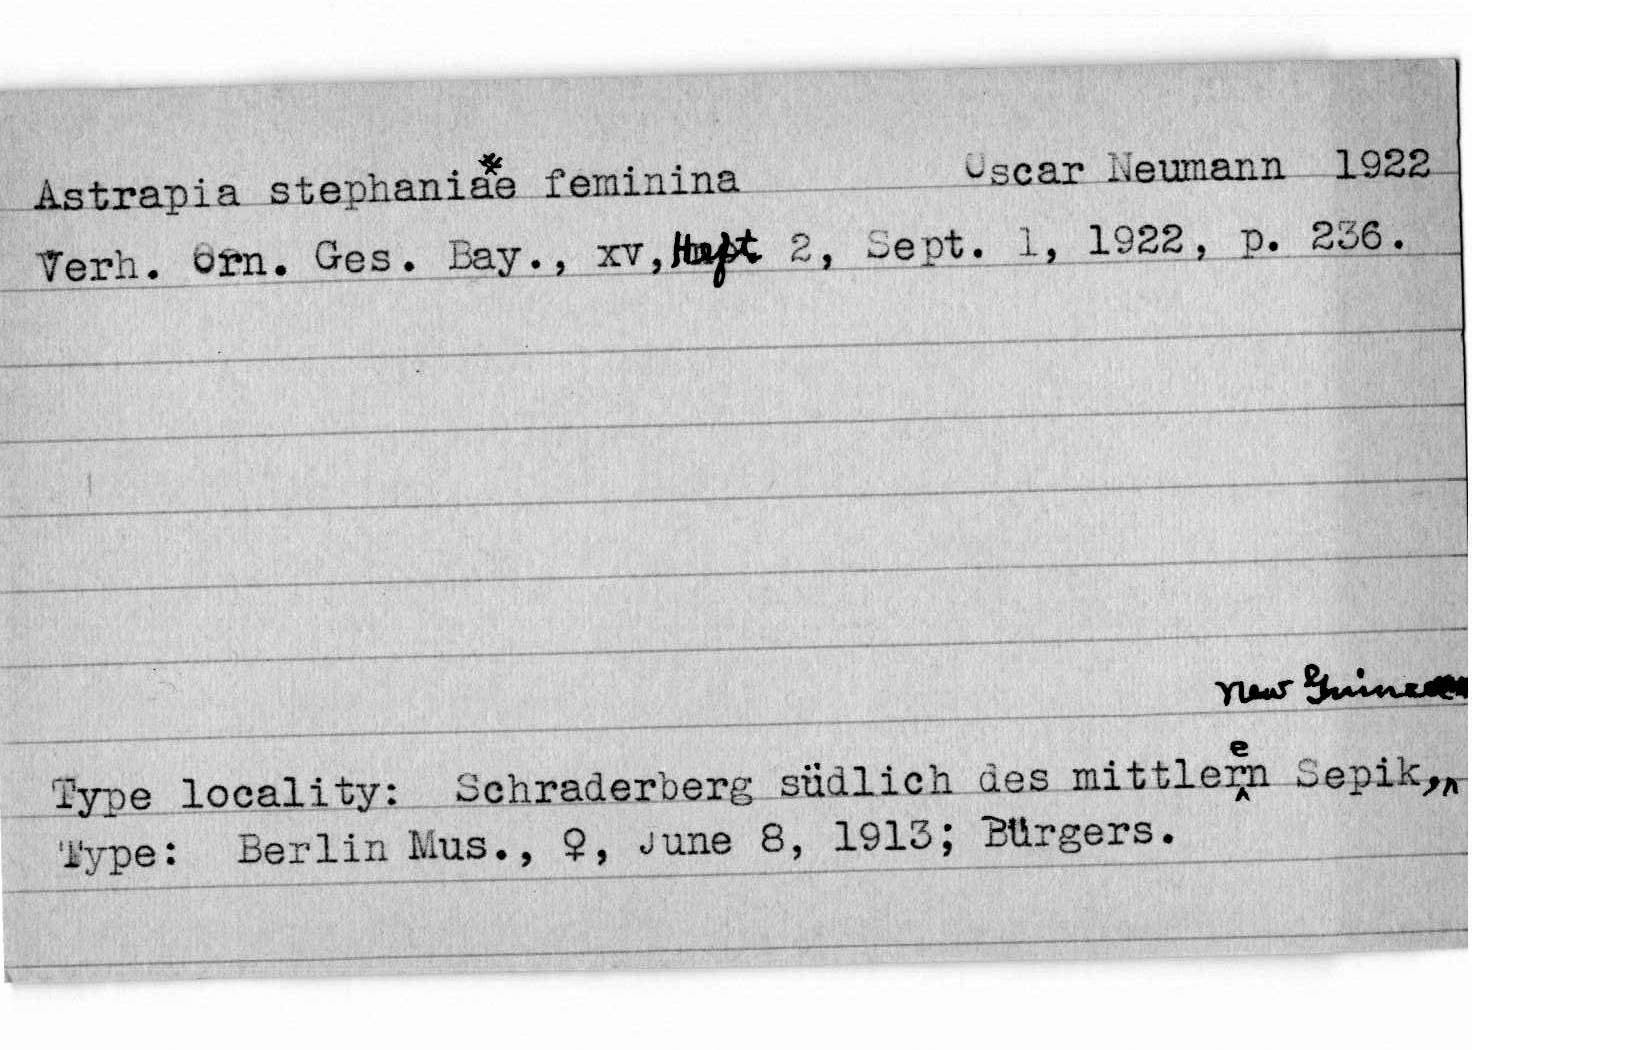 Astrapia stephaniae feminina Oscar Neumann 1922
Verh. Orn. Ges. Bay., xv, Heft 2, Sept. 1, 1922, p. 236.
New Guinea
Type locality: Schraderberg südlich des mittleren Sepik,
Type: Berlin Mus., ♀, June 8, 1913; Bürgers.